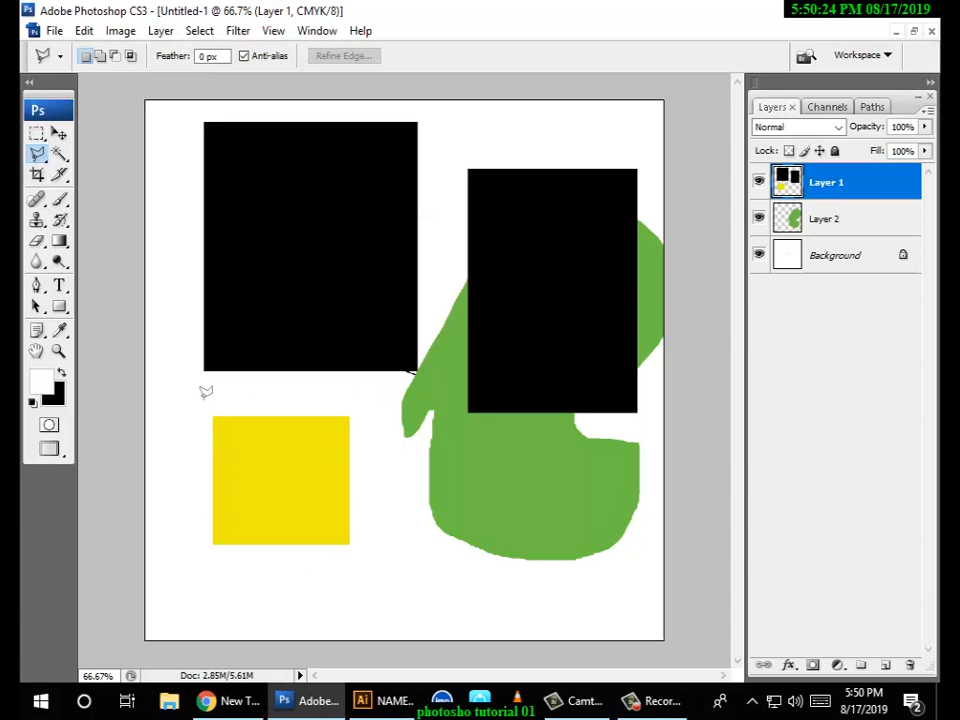 Adobe Photoshop CS3 - [Untitled-1 @ 66.7% (Layer 1, CMYK/8)]
5:50:24 PM 08/17/2019
File Edit Image Layer Select Filter View Window Help
Feather: 0 px Anti-alias Refine Edge... Workspace
Ps
Layers x Channels Paths
Normal Opacity: 100%
Lock: Fill: 100%
Layer 1
Layer 2
Background
T
66.67% Doc: 2.85M/5.61M
New T... Ps Adobe... Ai NAME... Camt... Recor... 5:50 PM
8/17/2019 2
photosho tutorial 01